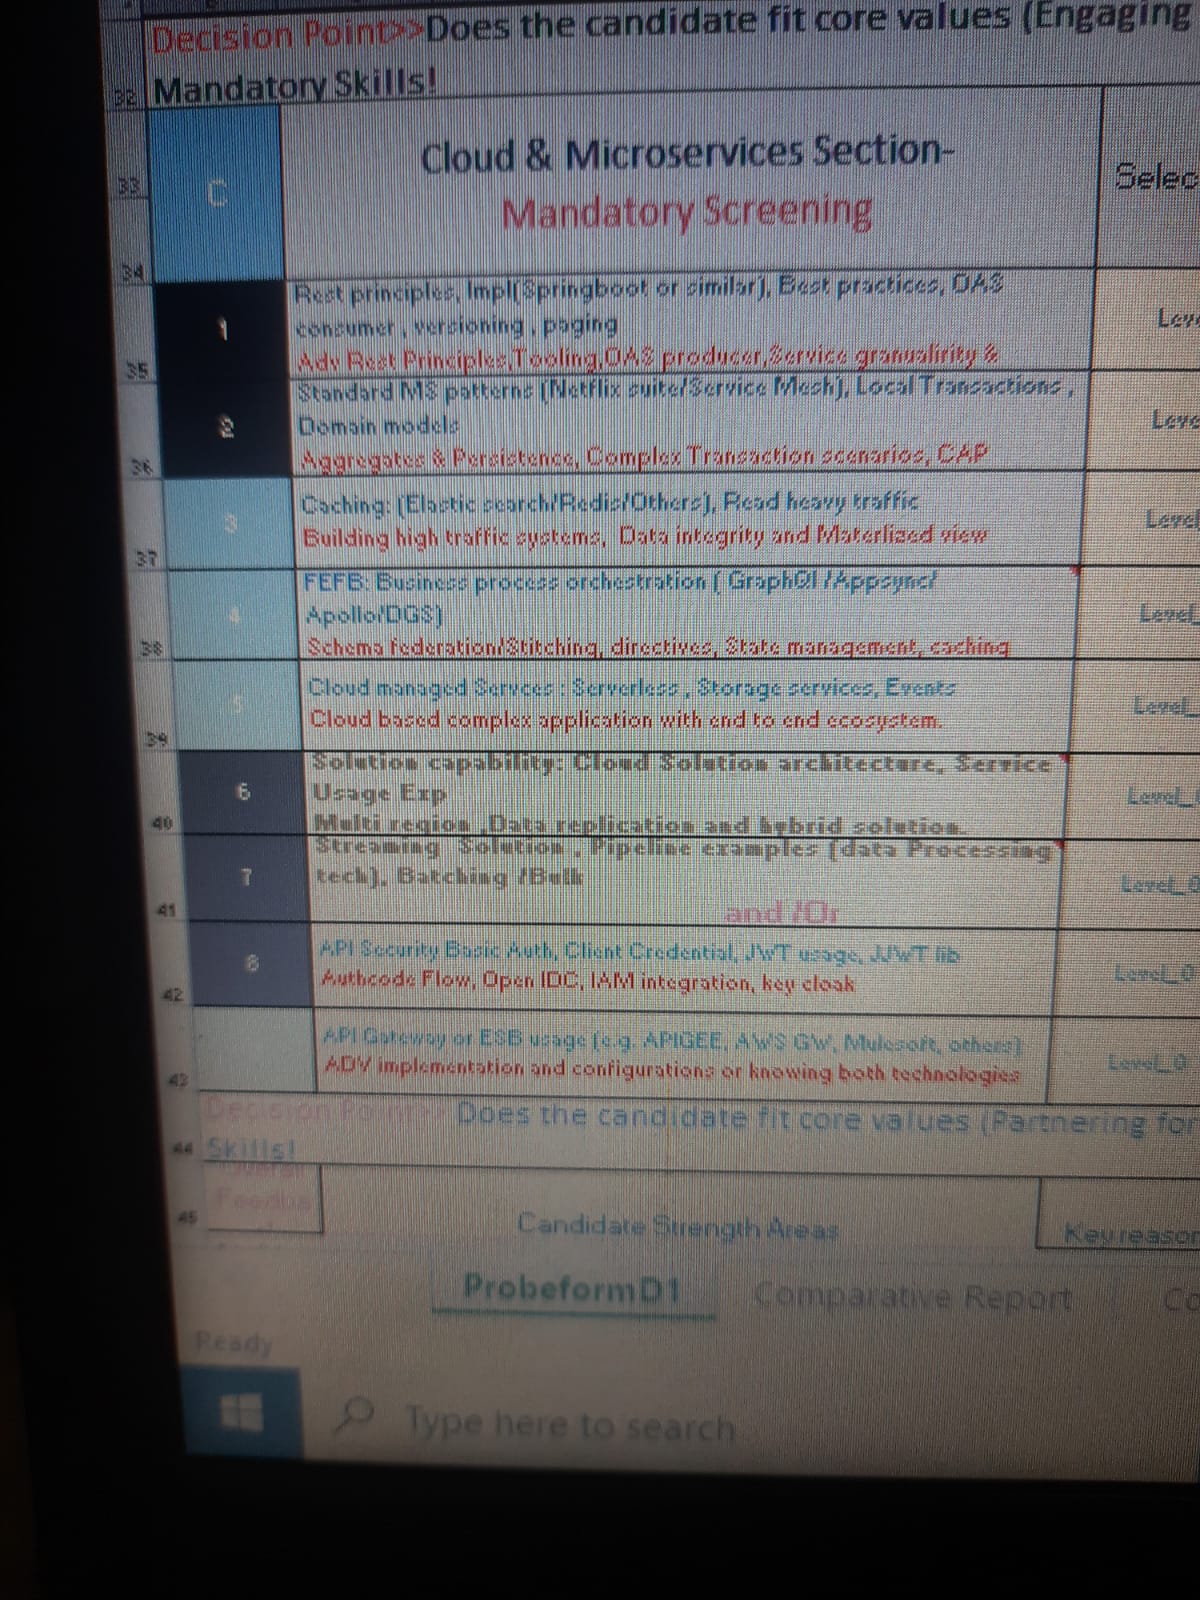 Decision Point>>Does the candidate fit core values (Engaging
32 Mandatory Skills!
33
C
Cloud & Microservices Section-
Mandatory Screening
Selec
34
1
Rest principles, Impl(Springboot or similar), Best practices, OAS
consumer , versioning , paging
Adv Rest Principles,Tooling,OAS producer,Service granualirity &
Leve
35
2
Standard MS patterns (Netflix suite/Service Mesh), Local Transactions ,
Domain models
Aggregates & Persistence, Complex Transaction scenarios, CAP
Leve
36
3
Caching: (Elastic search/Redis/Others), Read heavy traffic
Building high traffic systems, Data integrity and Materlized view
Level
37
4
FEFB: Business process orchestration ( GraphQl /Appsync/
Apollo/DGS)
Schema federation/Stitching, directives, State management, caching
Level_
38
5
Cloud managed Servces : Serverless , Storage services, Events
Cloud based complex application with end to end ecosystem.
Level_
39
6
Solution capability: Cloud Solution architecture, Service
Usage Exp
Multi region ,Data replication and hybrid solution.
Level_
40
7
Streaming Solution , Pipeline examples (data Processing
tech), Batching /Bulk
and /Or
Level_0
41
8
API Security Basic Auth, Client Credential, JwT usage, JJwT lib
Authcode Flow, Open IDC, IAM integration, key cloak
Level_0
42
API Gateway or ESB usage (e.g. APIGEE, AWS GW, Mulesoft, others)
ADV implementation and configurations or knowing both technologies
Level_0
43
Decision Point>> Does the candidate fit core values (Partnering for
44 Skills!
45
Overall
Feedba
Candidate Strength Areas
Key reason
ProbeformD1
Comparative Report
Co
Ready
Type here to search